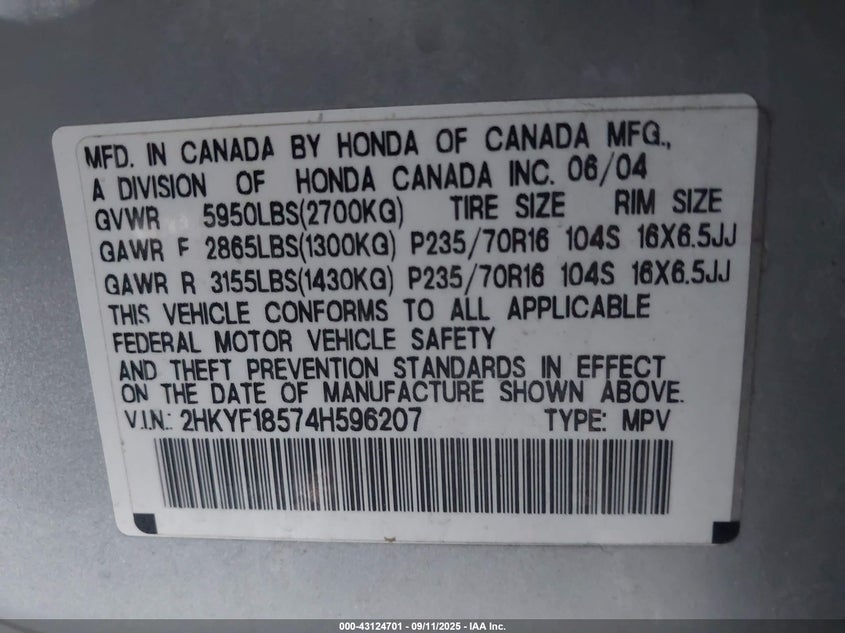 MFD. IN CANADA BY HONDA OF CANADA MFG.,
A DIVISION OF HONDA CANADA INC. 06/04
GVWR 5950LBS(2700KG) TIRE SIZE RIM SIZE
GAWR F 2865LBS(1300KG) P235/70R16 104S 16X6.5JJ
GAWR R 3155LBS(1430KG) P235/70R16 104S 16X6.5JJ
THIS VEHICLE CONFORMS TO ALL APPLICABLE
FEDERAL MOTOR VEHICLE SAFETY
AND THEFT PREVENTION STANDARDS IN EFFECT
ON THE DATE OF MANUFACTURE SHOWN ABOVE.
V.I.N.: 2HKYF18574H596207 TYPE: MPV
000-43124701 - 09/11/2025 - IAA Inc.